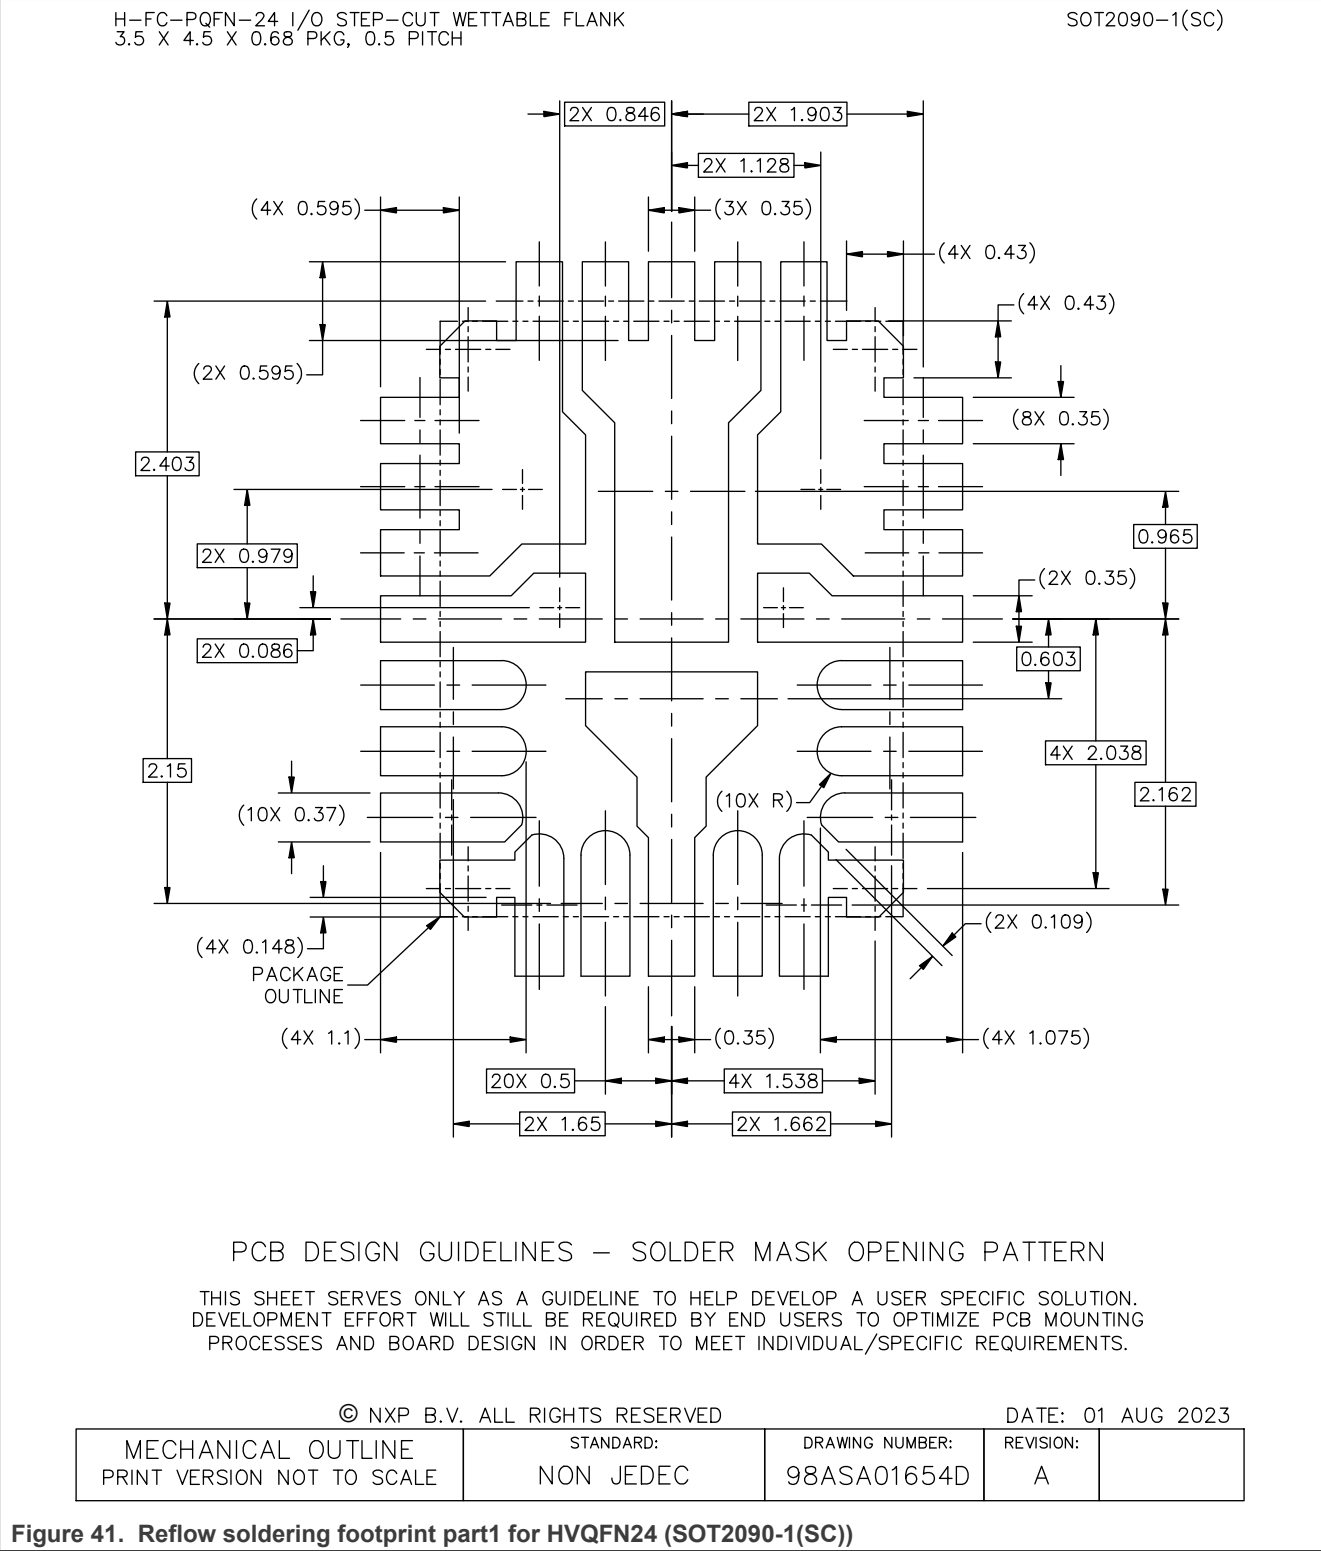 H-FC-PQFN-24 I/O STEP-CUT WETTABLE FLANK
3.5 X 4.5 X 0.68 PKG, 0.5 PITCH
SOT2090-1(SC)
2X 0.846
2X 1.903
2X 1.128
(4X 0.595)
(3X 0.35)
(4X 0.43)
(4X 0.43)
(2X 0.595)
(8X 0.35)
2.403
0.965
2X 0.979
(2X 0.35)
2X 0.086
0.603
4X 2.038
2.15
2.162
(10X 0.37)
(10X R)
(2X 0.109)
(4X 0.148)
PACKAGE
OUTLINE
(4X 1.1)
(0.35)
(4X 1.075)
20X 0.5
4X 1.538
2X 1.65
2X 1.662
PCB DESIGN GUIDELINES – SOLDER MASK OPENING PATTERN
THIS SHEET SERVES ONLY AS A GUIDELINE TO HELP DEVELOP A USER SPECIFIC SOLUTION.
DEVELOPMENT EFFORT WILL STILL BE REQUIRED BY END USERS TO OPTIMIZE PCB MOUNTING
PROCESSES AND BOARD DESIGN IN ORDER TO MEET INDIVIDUAL/SPECIFIC REQUIREMENTS.
© NXP B.V. ALL RIGHTS RESERVED
DATE: 01 AUG 2023
MECHANICAL OUTLINE
PRINT VERSION NOT TO SCALE
STANDARD:
NON JEDEC
DRAWING NUMBER:
98ASA01654D
REVISION:
A
Figure 41. Reflow soldering footprint part1 for HVQFN24 (SOT2090-1(SC))